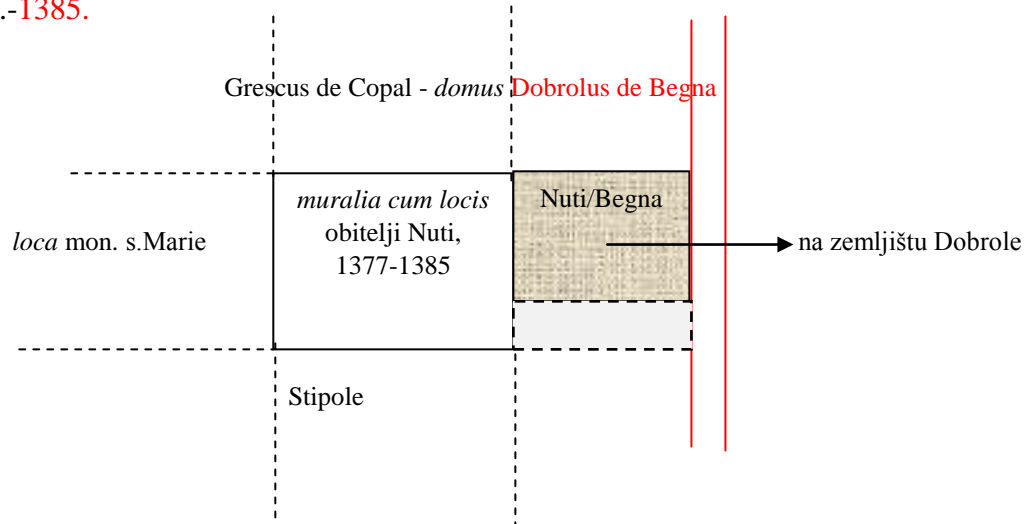 .-1385.
Grescus de Copal - domus Dobrolus de Begna
muralia cum locis
obitelji Nuti,
1377-1385
Nuti/Begna
loca mon. s.Marie
na zemljištu Dobrole
Stipole